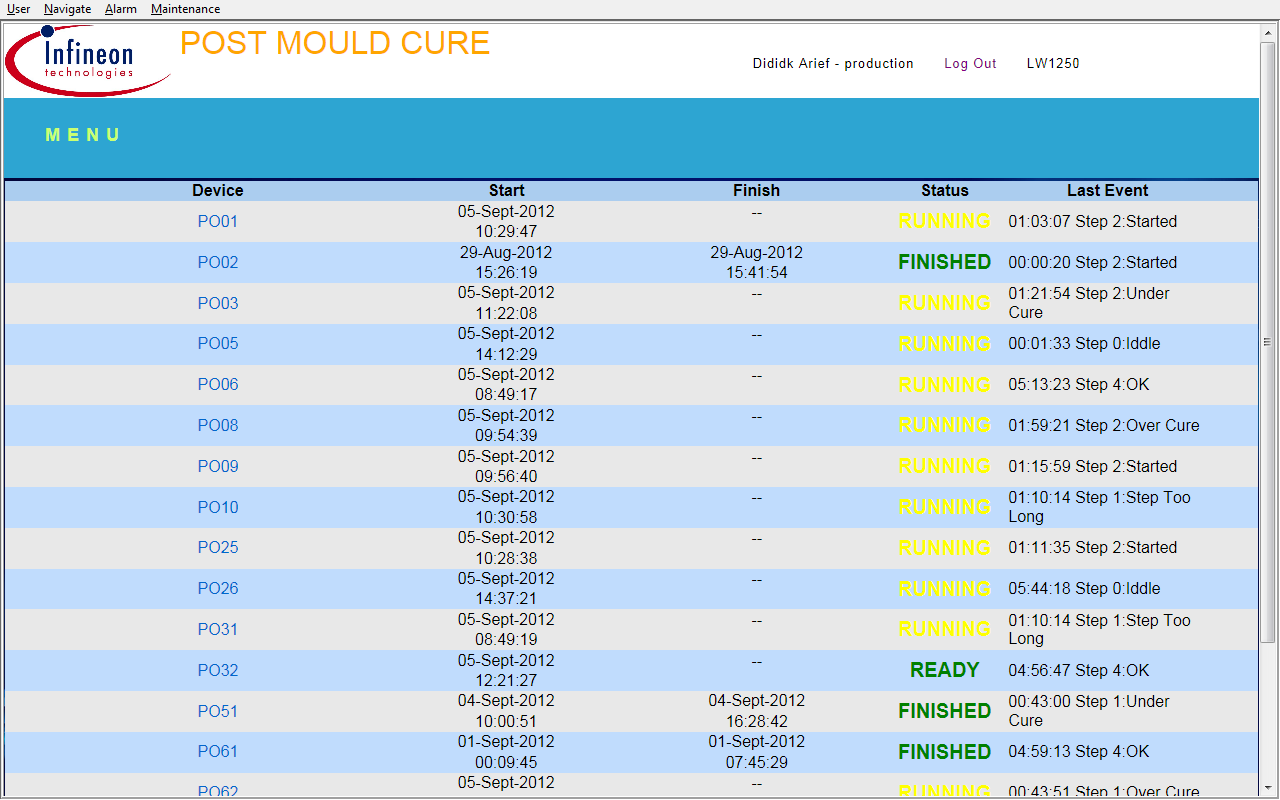 User Navigate Alarm Maintenance
Infineon
technologies
POST MOULD CURE
Dididk Arief - production Log Out LW1250
MENU
Device Start Finish Status Last Event
PO01 05-Sept-2012 10:29:47 -- RUNNING 01:03:07 Step 2:Started
PO02 29-Aug-2012 15:26:19 29-Aug-2012 15:41:54 FINISHED 00:00:20 Step 2:Started
PO03 05-Sept-2012 11:22:08 -- RUNNING 01:21:54 Step 2:Under Cure
PO05 05-Sept-2012 14:12:29 -- RUNNING 00:01:33 Step 0:Iddle
PO06 05-Sept-2012 08:49:17 -- RUNNING 05:13:23 Step 4:OK
PO08 05-Sept-2012 09:54:39 -- RUNNING 01:59:21 Step 2:Over Cure
PO09 05-Sept-2012 09:56:40 -- RUNNING 01:15:59 Step 2:Started
PO10 05-Sept-2012 10:30:58 -- RUNNING 01:10:14 Step 1:Step Too Long
PO25 05-Sept-2012 10:28:38 -- RUNNING 01:11:35 Step 2:Started
PO26 05-Sept-2012 14:37:21 -- RUNNING 05:44:18 Step 0:Iddle
PO31 05-Sept-2012 08:49:19 -- RUNNING 01:10:14 Step 1:Step Too Long
PO32 05-Sept-2012 12:21:27 -- READY 04:56:47 Step 4:OK
PO51 04-Sept-2012 10:00:51 04-Sept-2012 16:28:42 FINISHED 00:43:00 Step 1:Under Cure
PO61 01-Sept-2012 00:09:45 01-Sept-2012 07:45:29 FINISHED 04:59:13 Step 4:OK
PO62 05-Sept-2012 -- RUNNING 00:43:51 Step 1:Over Cure